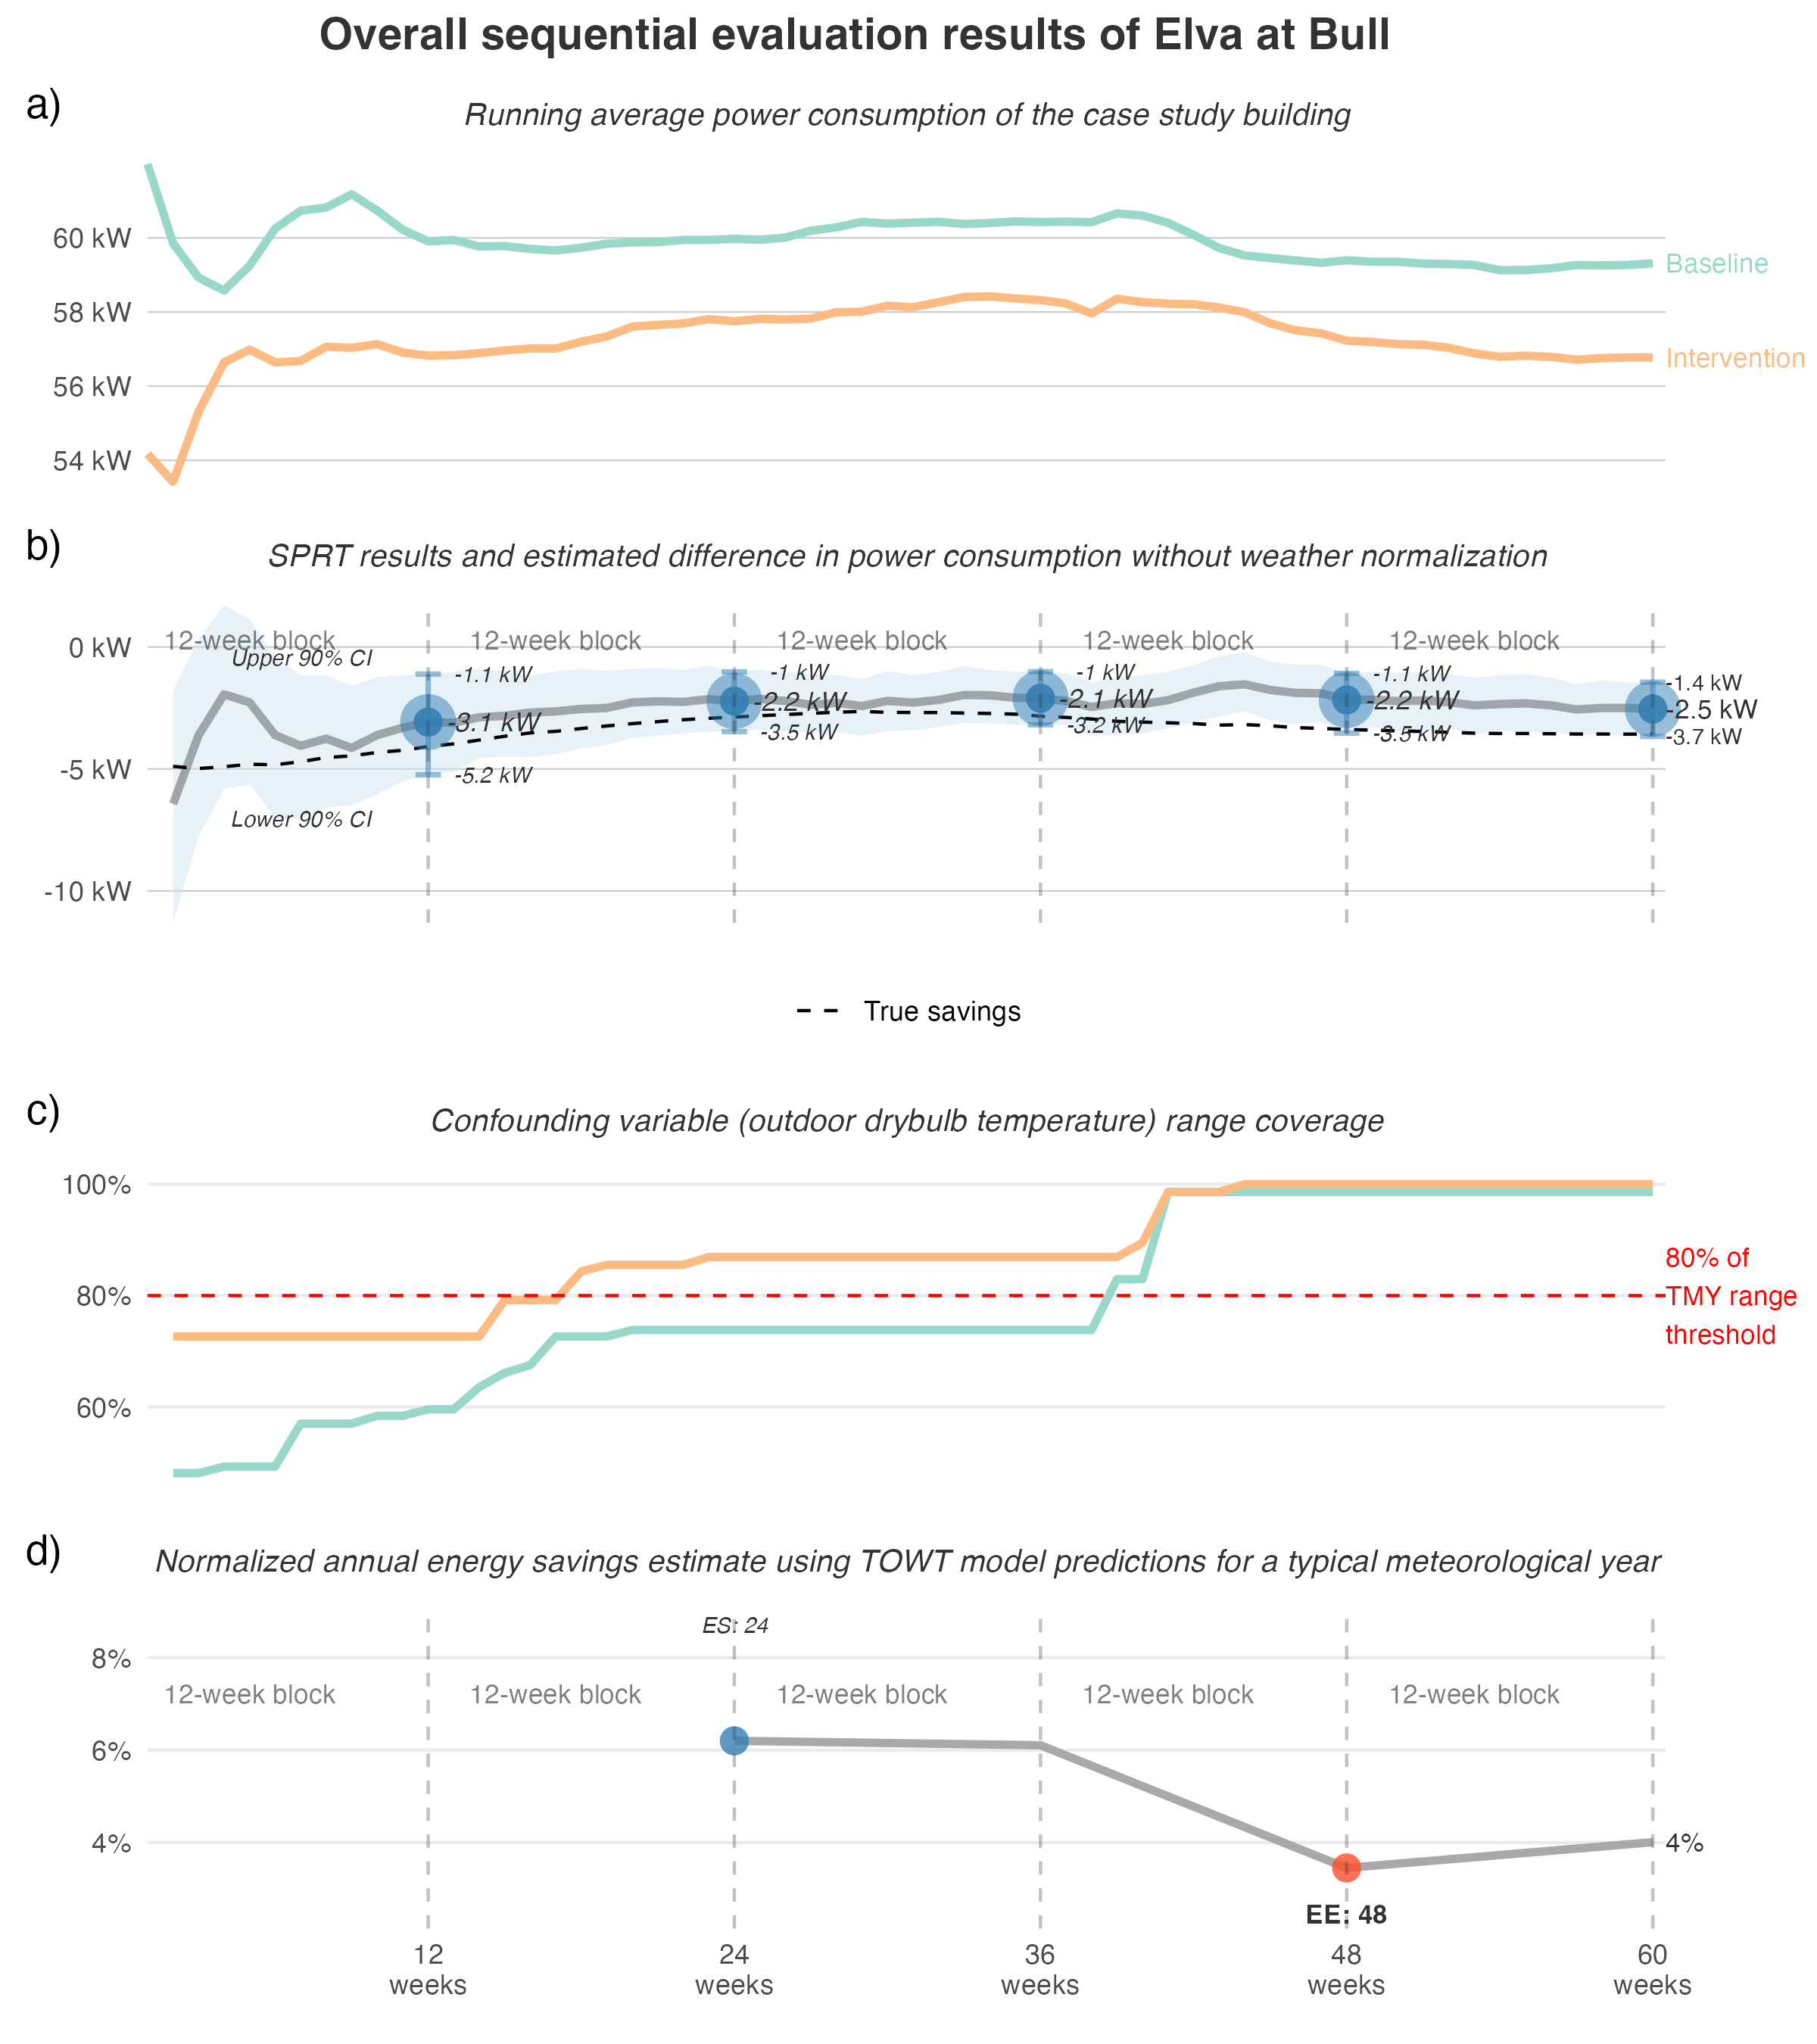 Overall sequential evaluation results of Elva at Bull
a)
Running average power consumption of the case study building
60 kW
58 kW
56 kW
54 kW
Baseline
Intervention
b)
SPRT results and estimated difference in power consumption without weather normalization
0 kW
-5 kW
-10 kW
12-week block
12-week block
12-week block
12-week block
12-week block
Upper 90% CI
Lower 90% CI
-1.1 kW
-3.1 kW
-5.2 kW
-1 kW
-2.2 kW
-3.5 kW
-1 kW
-2.1 kW
-3.2 kW
-1.1 kW
-2.2 kW
-3.5 kW
-1.4 kW
-2.5 kW
-3.7 kW
True savings
c)
Confounding variable (outdoor drybulb temperature) range coverage
100%
80%
60%
80% of
TMY range
threshold
d)
Normalized annual energy savings estimate using TOWT model predictions for a typical meteorological year
ES: 24
8%
6%
4%
12-week block
12-week block
12-week block
12-week block
12-week block
4%
EE: 48
12
weeks
24
weeks
36
weeks
48
weeks
60
weeks